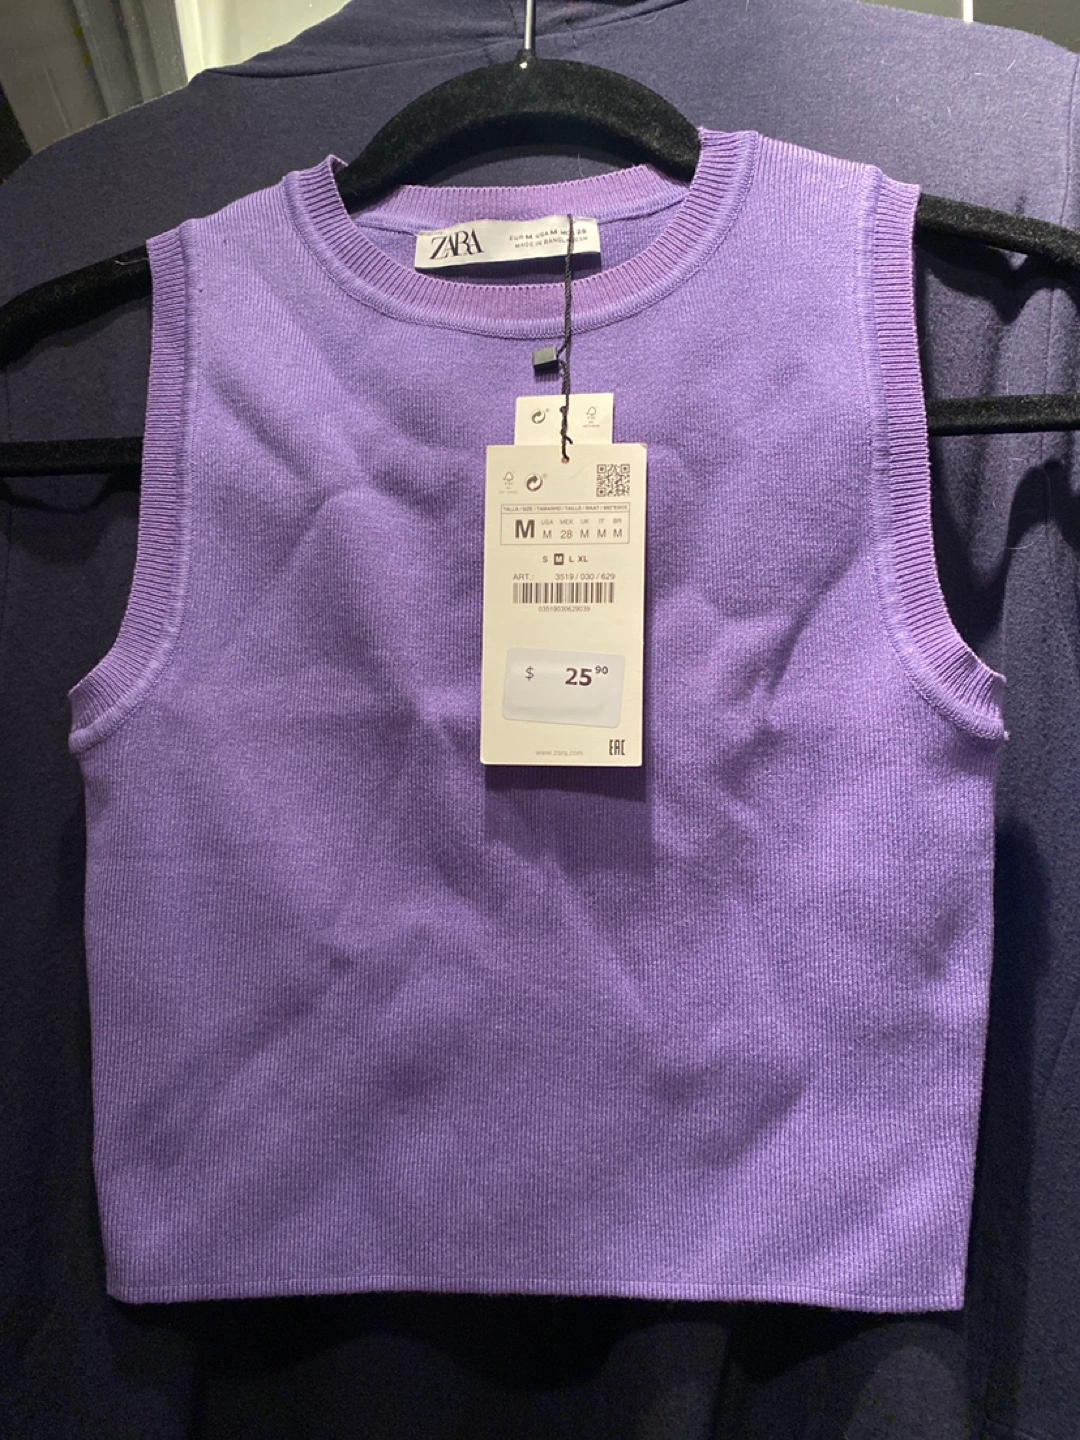 ZARA
EUR M USA M MEX 28
MADE IN BANGLADESH
TALLA / SIZE / TAMANHO / TAILLE / MAAT /
M
USA MEX UK IT BR
M 28 M M M
S M L XL
ART.: 3519 / 030 / 629
03519030629039
$ 25 90
www.zara.com
EAC